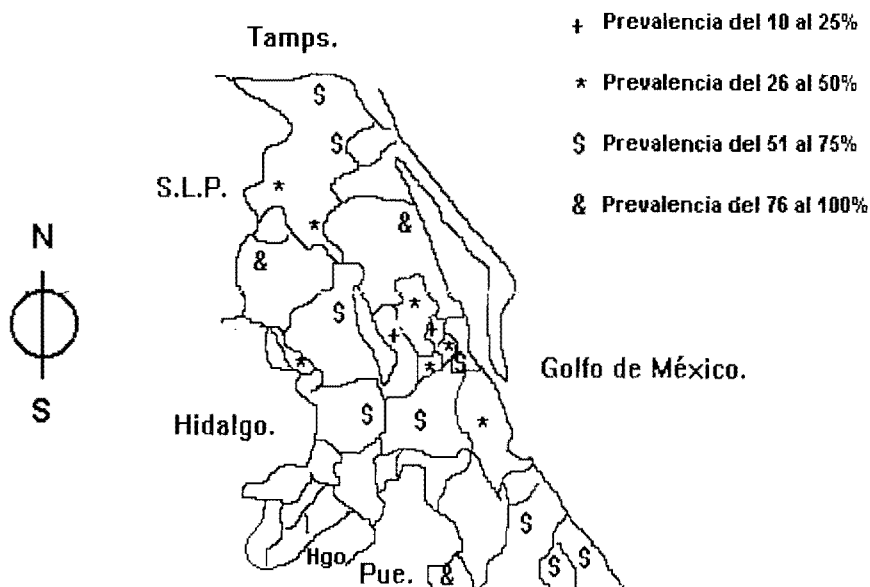 Tamps.
+ Prevalencia del 10 al 25%
* Prevalencia del 26 al 50%
$ Prevalencia del 51 al 75%
& Prevalencia del 76 al 100%
S.L.P.
N
S
Golfo de México.
Hidalgo.
Hgo.
Pue.
$
$
*
*
&
&
$
*
+
+
*
*
$
*
$
$
*
$
$
$
&